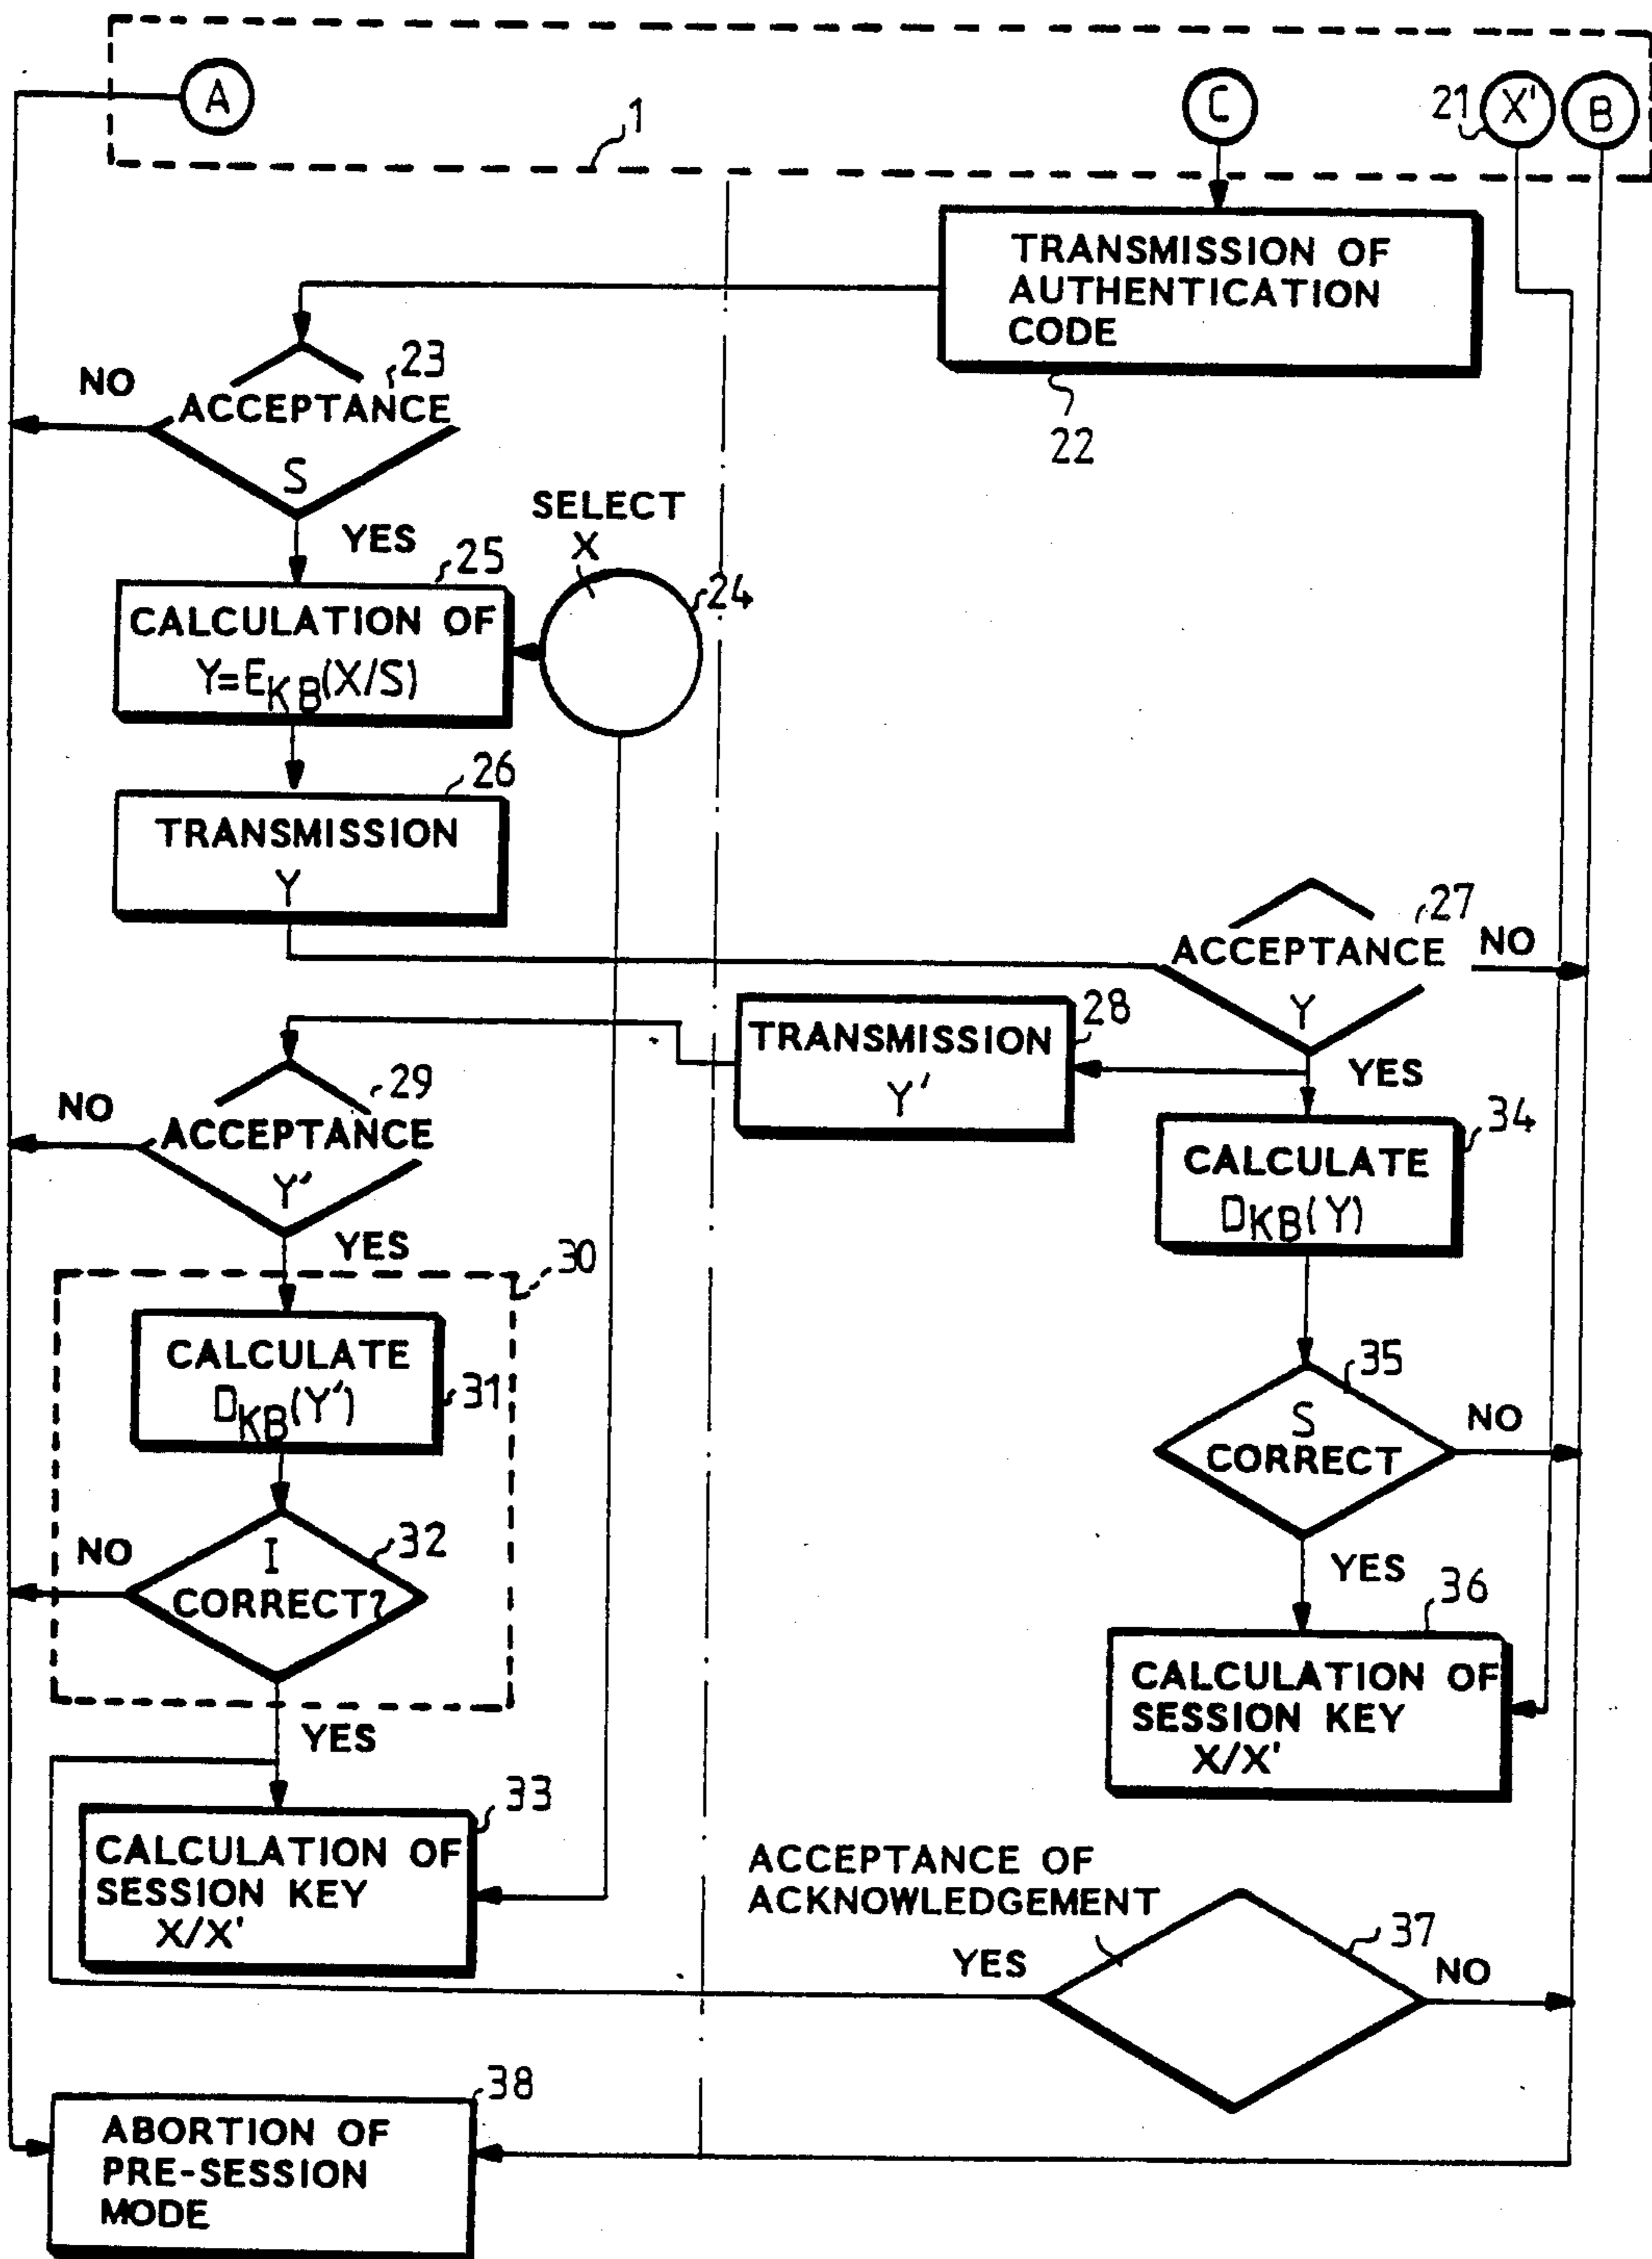 A
C
21
X'
B
1
TRANSMISSION OF
AUTHENTICATION
CODE
22
23
NO
ACCEPTANCE
S
YES
SELECT
X
24
25
CALCULATION OF
Y=E_KB(X/S)
26
TRANSMISSION
Y
27
ACCEPTANCE
NO
Y
YES
28
TRANSMISSION
Y'
29
NO
ACCEPTANCE
Y'
YES
34
CALCULATE
D_KB(Y)
30
CALCULATE
D_KB(Y')
31
35
S
CORRECT
NO
YES
32
NO
I
CORRECT?
YES
36
CALCULATION OF
SESSION KEY
X/X'
33
CALCULATION OF
SESSION KEY
X/X'
ACCEPTANCE OF
ACKNOWLEDGEMENT
37
YES
NO
38
ABORTION OF
PRE-SESSION
MODE